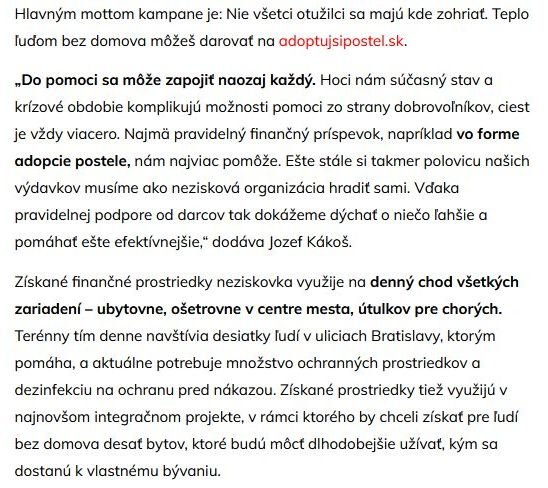 Hlavným mottom kampane je: Nie všetci otužilci sa majú kde zohriať. Teplo
ľuďom bez domova môžeš darovať na adoptujsipostel.sk.
„Do pomoci sa môže zapojiť naozaj každý. Hoci nám súčasný stav a
krízové obdobie komplikujú možnosti pomoci zo strany dobrovoľníkov, ciest
je vždy viacero. Najmä pravidelný finančný príspevok, napríklad vo forme
adopcie postele, nám najviac pomôže. Ešte stále si takmer polovicu našich
výdavkov musíme ako nezisková organizácia hradiť sami. Vďaka
pravidelnej podpore od darcov tak dokážeme dýchať o niečo ľahšie a
pomáhať ešte efektívnejšie,“ dodáva Jozef Kákoš.
Získané finančné prostriedky neziskovka využije na denný chod všetkých
zariadení – ubytovne, ošetrovne v centre mesta, útulkov pre chorých.
Terénny tím denne navštívia desiatky ľudí v uliciach Bratislavy, ktorým
pomáha, a aktuálne potrebuje množstvo ochranných prostriedkov a
dezinfekciu na ochranu pred nákazou. Získané prostriedky tiež využijú v
najnovšom integračnom projekte, v rámci ktorého by chceli získať pre ľudí
bez domova desať bytov, ktoré budú môcť dlhodobejšie užívať, kým sa
dostanú k vlastnému bývaniu.